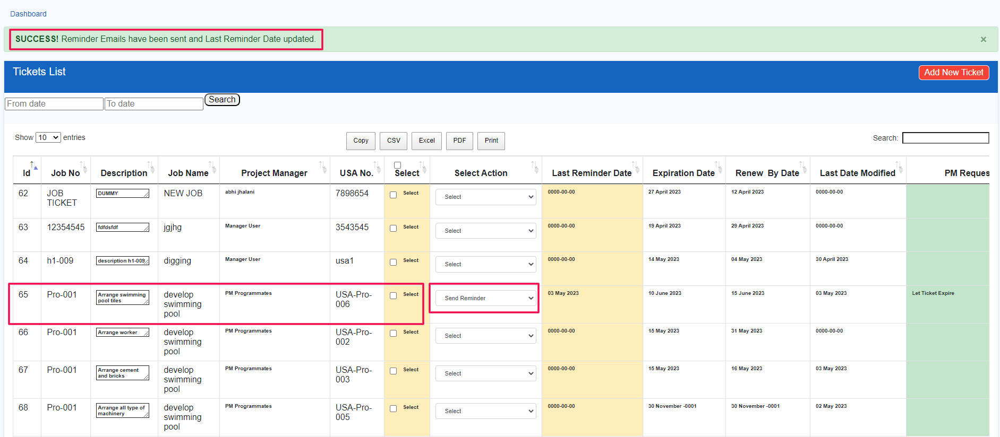 Dashboard
SUCCESS! Reminder Emails have been sent and Last Reminder Date updated.
×
Tickets List
Add New Ticket
From date
To date
Search
Show 10 entries
Copy
CSV
Excel
PDF
Print
Search:
Id
Job No
Description
Job Name
Project Manager
USA No.
Select
Select Action
Last Reminder Date
Expiration Date
Renew By Date
Last Date Modified
PM Reques
62
JOB
TICKET
DUMMY
NEW JOB
abhi jhalani
7898654
Select
Select
0000-00-00
27 April 2023
12 April 2023
0000-00-00
63
12354545
fdfdsfdf
jgjhg
Manager User
3543545
Select
Select
0000-00-00
19 April 2023
29 April 2023
0000-00-00
64
h1-009
description h1-009
digging
Manager User
usa1
Select
Select
0000-00-00
14 May 2023
04 May 2023
30 April 2023
65
Pro-001
Arrange swimming
pool tiles
develop
swimming
pool
PM Programmates
USA-Pro-
006
Select
Send Reminder
03 May 2023
10 June 2023
15 June 2023
03 May 2023
Let Ticket Expire
66
Pro-001
Arrange worker
develop
swimming
pool
PM Programmates
USA-Pro-
002
Select
Select
0000-00-00
15 May 2023
31 May 2023
0000-00-00
67
Pro-001
Arrange cement
and bricks
develop
swimming
pool
PM Programmates
USA-Pro-
003
Select
Select
0000-00-00
15 May 2023
16 May 2023
03 May 2023
68
Pro-001
Arrange all type of
machinery
develop
swimming
pool
PM Programmates
USA-Pro-
005
Select
Select
0000-00-00
30 November -0001
30 November -0001
02 May 2023